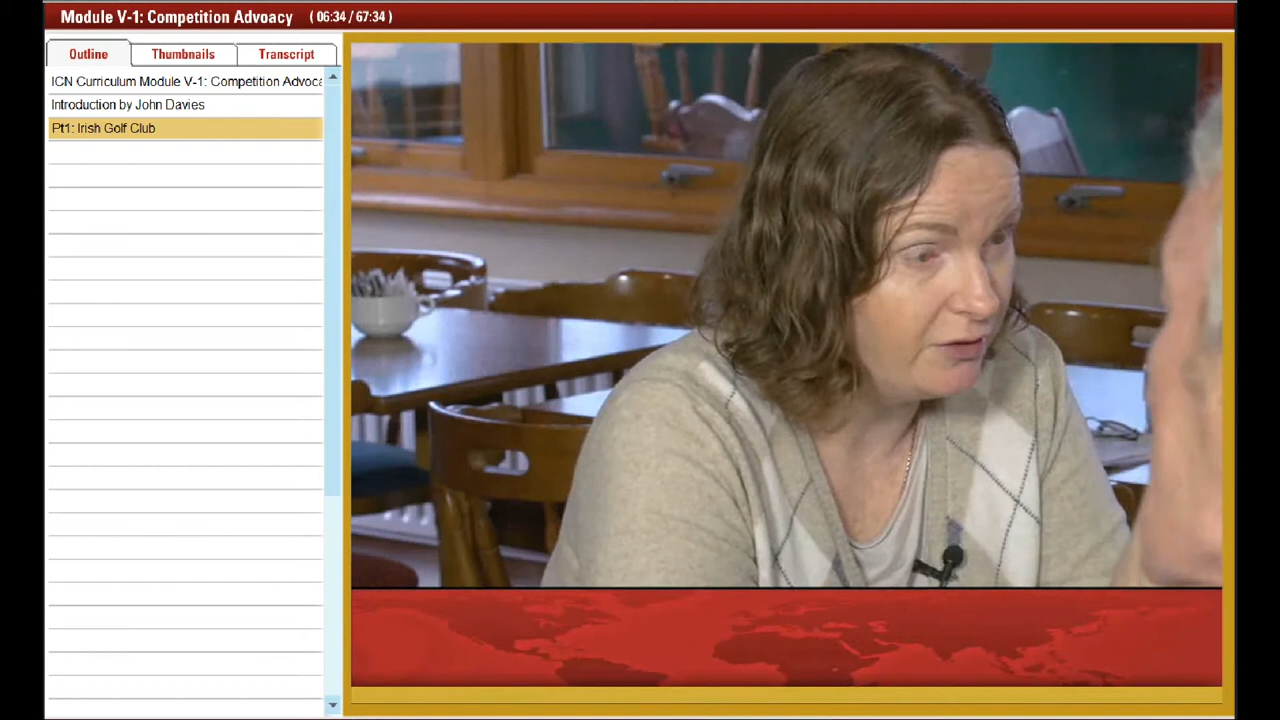 Module V-1: Competition Advocacy ( 06:34 / 67:34 )
Outline Thumbnails Transcript
ICN Curriculum Module V-1: Competition Advoca
Introduction by John Davies
Pt1: Irish Golf Club